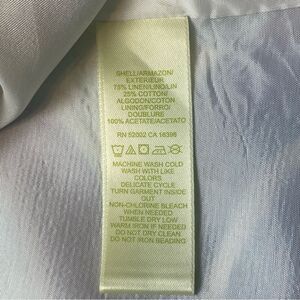 SHELL/ARMAZON/
EXTERIEUR
75% LINEN/LINO/LIN
25% COTTON/
ALGODON/COTON
LINING/FORRO/
DOUBLURE
100% ACETATE/ACETATO
RN 52002 CA 16396
MACHINE WASH COLD
WASH WITH LIKE
COLORS
DELICATE CYCLE
TURN GARMENT INSIDE
OUT
NON-CHLORINE BLEACH
WHEN NEEDED
TUMBLE DRY LOW
WARM IRON IF NEEDED
DO NOT DRY CLEAN
DO NOT IRON BEADING